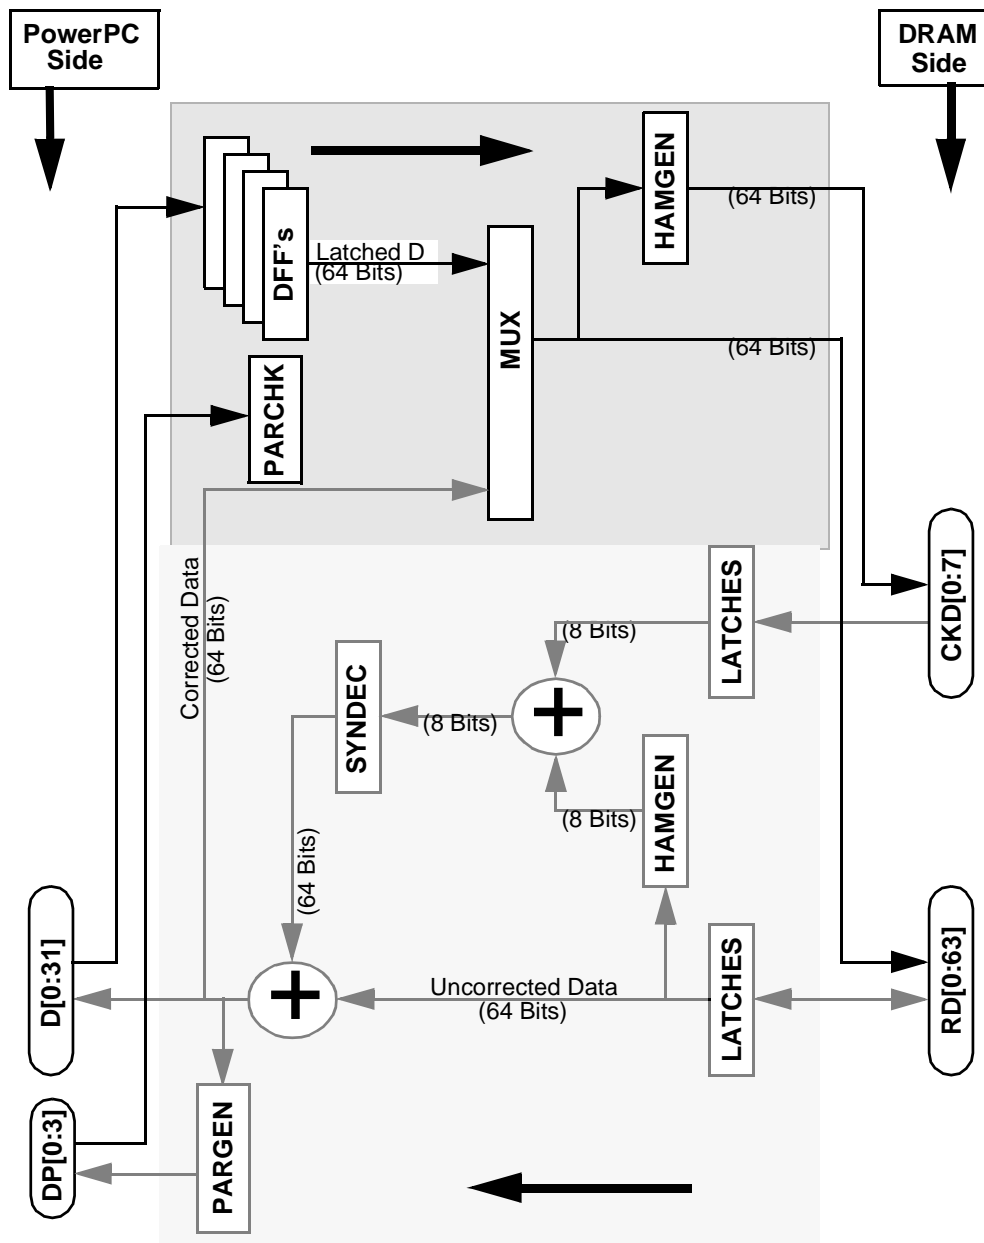 PowerPC
Side
DRAM
Side
HAMGEN
(64 Bits)
DFF's
Latched D
(64 Bits)
MUX
(64 Bits)
PARCHK
Corrected Data
(64 Bits)
LATCHES
CKD[0:7]
(8 Bits)
SYNDEC
(8 Bits)
+
HAMGEN
(8 Bits)
(64 Bits)
D[0:31]
+
Uncorrected Data
(64 Bits)
LATCHES
RD[0:63]
DP[0:3]
PARGEN